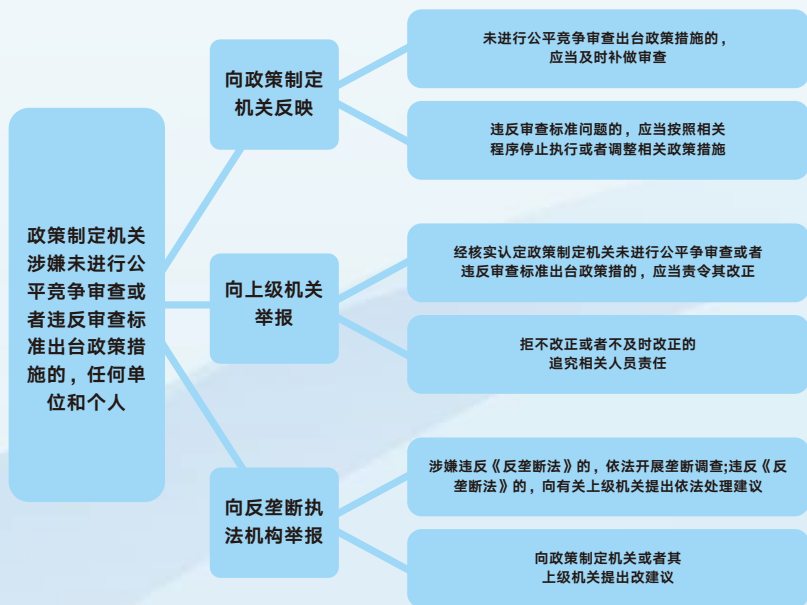 政策制定机关
涉嫌未进行公
平竞争审查或
者违反审查标
准出台政策措
施的，任何单
位和个人
向政策制定
机关反映
未进行公平竞争审查出台政策措施的，
应当及时补做审查
违反审查标准问题的，应当按照相关
程序停止执行或者调整相关政策措施
向上级机关
举报
经核实认定政策制定机关未进行公平争审查或者
违反审查标准出台政策措的，应当责令其改正
拒不改正或者不及时改正的
追究相关人员责任
向反垄断执
法机构举报
涉嫌违反《反垄断法》的，依法开展垄断调查;违反《反
垄断法》的，向有关上级机关提出依法处理建议
向政策制定机关或者其
上级机关提出改建议